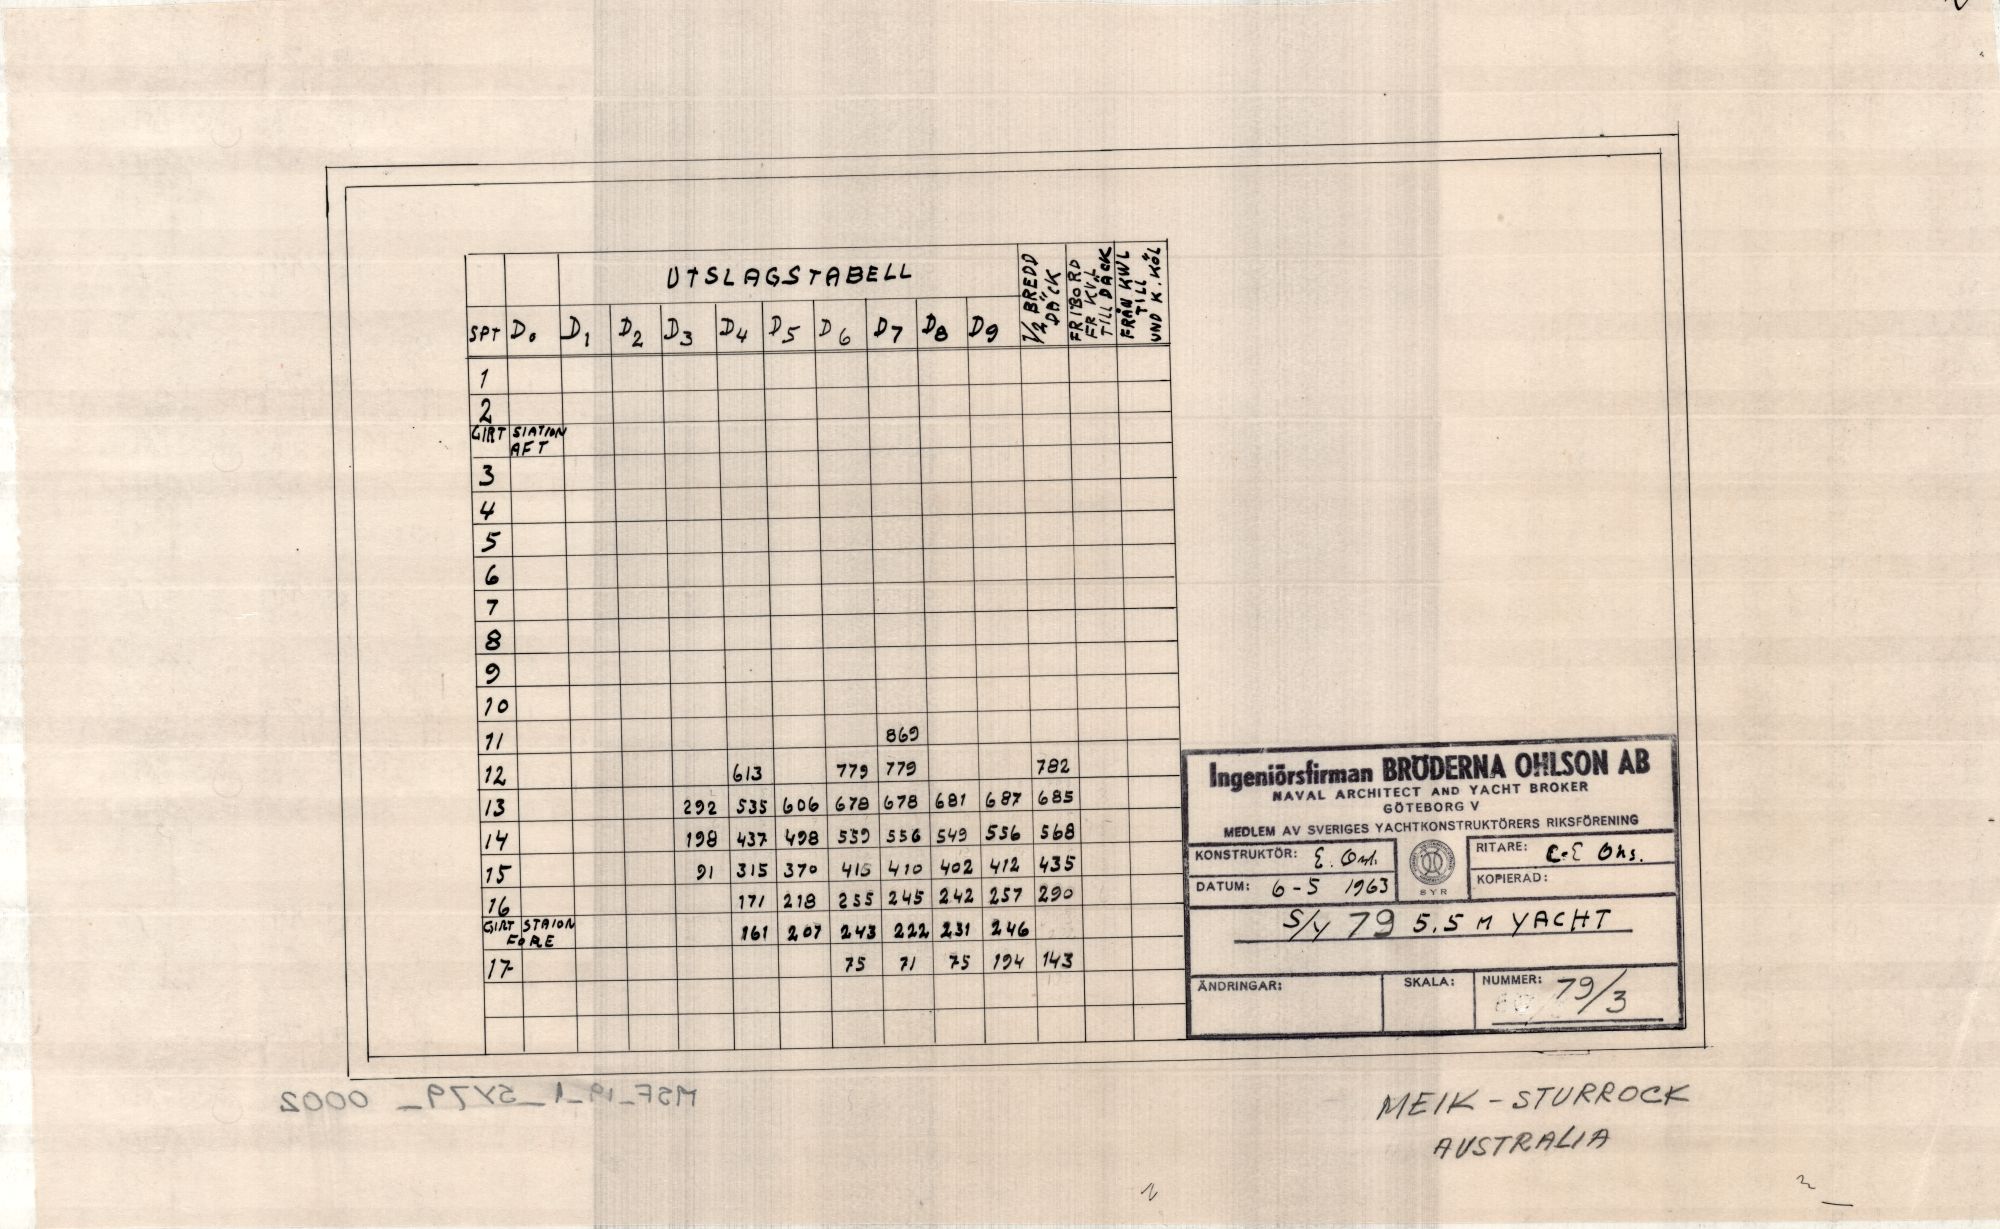 UTSLAGSTABELL
SPT D₀ D₁ D₂ D₃ D₄ D₅ D₆ D₇ D₈ D₉
1/2 BREDD
DÄCK
FRIBORD
FR KVL
TILL DÄCK
FRÅN KWL
TILL
UND K.KÖL
1
2
GIRT STATION
AFT
3
4
5
6
7
8
9
10
11 869
12 613 779 779 782
13 292 535 606 678 678 681 687 685
14 198 437 498 539 556 549 556 568
15 91 315 370 415 410 402 412 435
16 171 218 255 245 242 257 290
GIRT STAION
FORE
161 207 243 222 231 246
17 75 71 75 194 143
Ingeniörsfirman BRÖDERNA OHLSON AB
NAVAL ARCHITECT AND YACHT BROKER
GÖTEBORG V
MEDLEM AV SVERIGES YACHTKONSTRUKTÖRERS RIKSFÖRENING
KONSTRUKTÖR:
RITARE: C-E Ohs.
DATUM: 6-5 1963
SYR
KOPIERAD:
S/Y 79 5.5 M YACHT
ÄNDRINGAR:
SKALA:
NUMMER: 79/3
MSF_19_1_SY79_0002
MEIK-STURROCK
AUSTRALIA